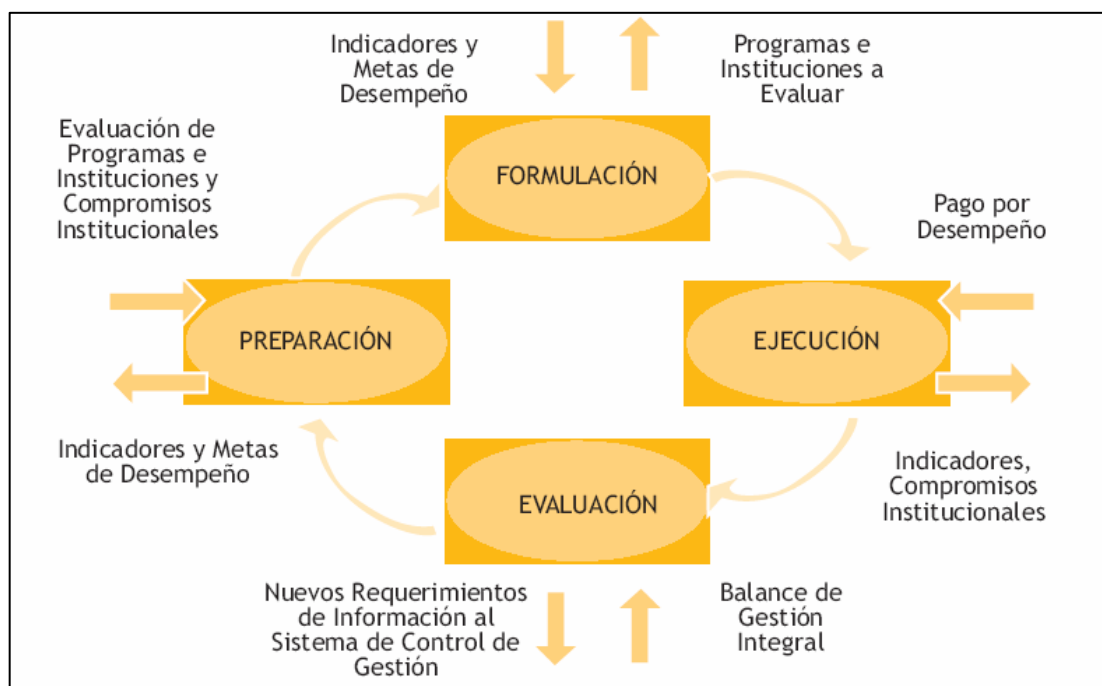 Indicadores y
Metas de
Desempeño
Programas e
Instituciones a
Evaluar
Evaluación de
Programas e
Instituciones y
Compromisos
Institucionales
FORMULACIÓN
Pago por
Desempeño
PREPARACIÓN
EJECUCIÓN
Indicadores y Metas
de Desempeño
Indicadores,
Compromisos
Institucionales
EVALUACIÓN
Nuevos Requerimientos
de Información al
Sistema de Control de
Gestión
Balance de
Gestión
Integral